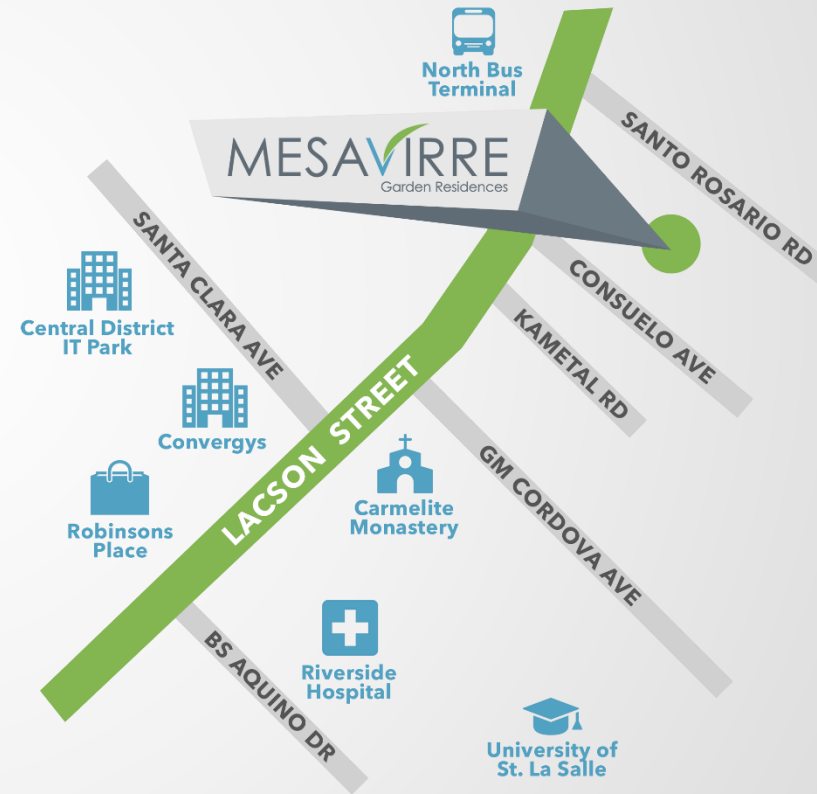 North Bus
Terminal
MESAVIRRE
Garden Residences
SANTO ROSARIO RD
SANTA CLARA AVE
CONSUELO AVE
KAMETAL RD
Central District
IT Park
LACSON STREET
Convergys
GM CORDOVA AVE
Robinsons
Place
Carmelite
Monastery
BS AQUINO DR
Riverside
Hospital
University of
St. La Salle